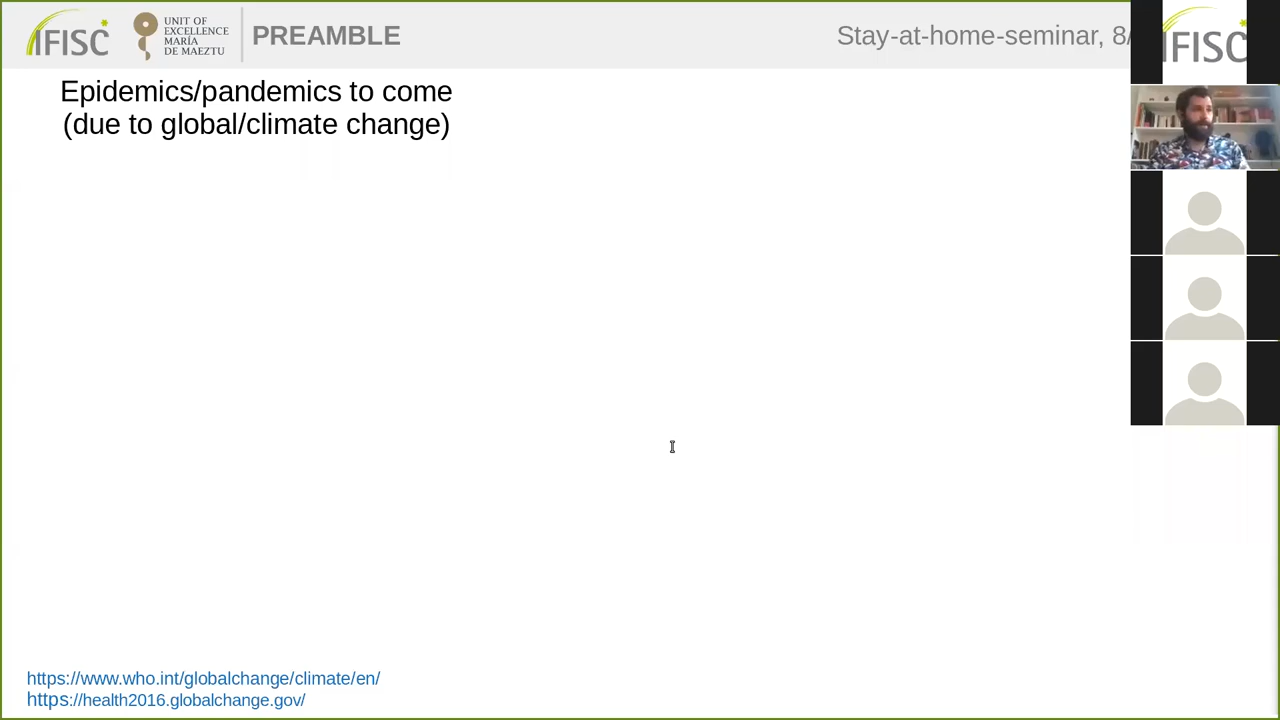 IFISC
UNIT OF
EXCELLENCE
MARÍA
DE MAEZTU
PREAMBLE
Stay-at-home-seminar, 8/
IFISC
Epidemics/pandemics to come
(due to global/climate change)
https://www.who.int/globalchange/climate/en/
https://health2016.globalchange.gov/